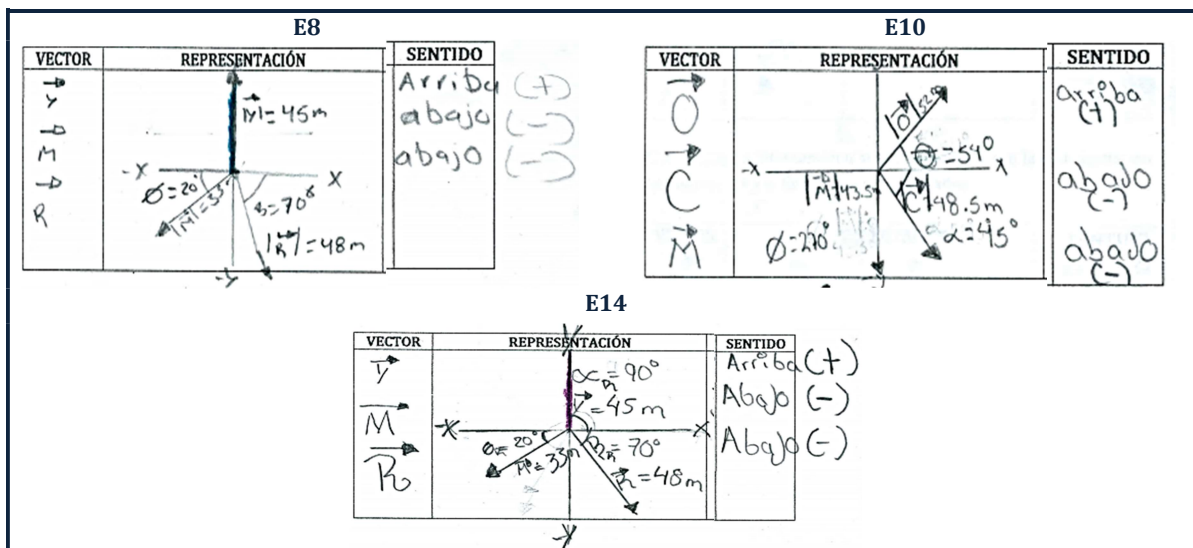 E8
VECTOR REPRESENTACIÓN SENTIDO
Y Arriba (+)
|M|= 45m
M abajo (-)
abajo (-)
-X X
Ø=20°
|M|=33
β=70°
R
|R|=48m
-y
E10
VECTOR REPRESENTACIÓN SENTIDO
O arriba (+)
|O|52
Θ=54°
-x x
C abajo (-)
|M|43.5
|C|48.5m
M
Ø=270°
α=45°
abajo (-)
E14
VECTOR REPRESENTACIÓN SENTIDO
Y
Y Arriba (+)
=90°
Y=45m
M Abajo (-)
-X X
=20°
=70°
R Abajo (-)
M=33m
R=48m
-y